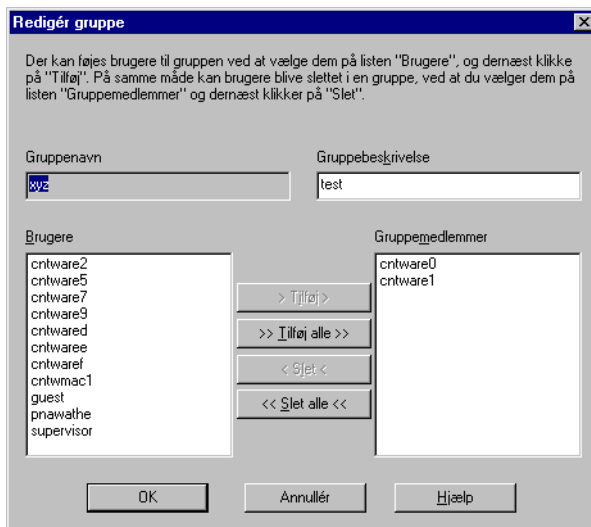 Redigér gruppe
Der kan føjes brugere til gruppen ved at vælge dem på listen "Brugere", og dernæst klikke
på "Tilføj". På samme måde kan brugere blive slettet i en gruppe, ved at du vælger dem på
listen "Gruppemedlemmer" og dernæst klikker på "Slet".
Gruppenavn
Gruppebeskrivelse
xyz
test
Brugere
Gruppemedlemmer
cntware2
cntware5
cntware7
cntware9
cntwared
cntwaree
cntwaref
cntwmac1
guest
pnawathe
supervisor
> Tilføj >
>> Tilføj alle >>
< Slet <
<< Slet alle <<
cntware0
cntware1
OK
Annullér
Hjælp